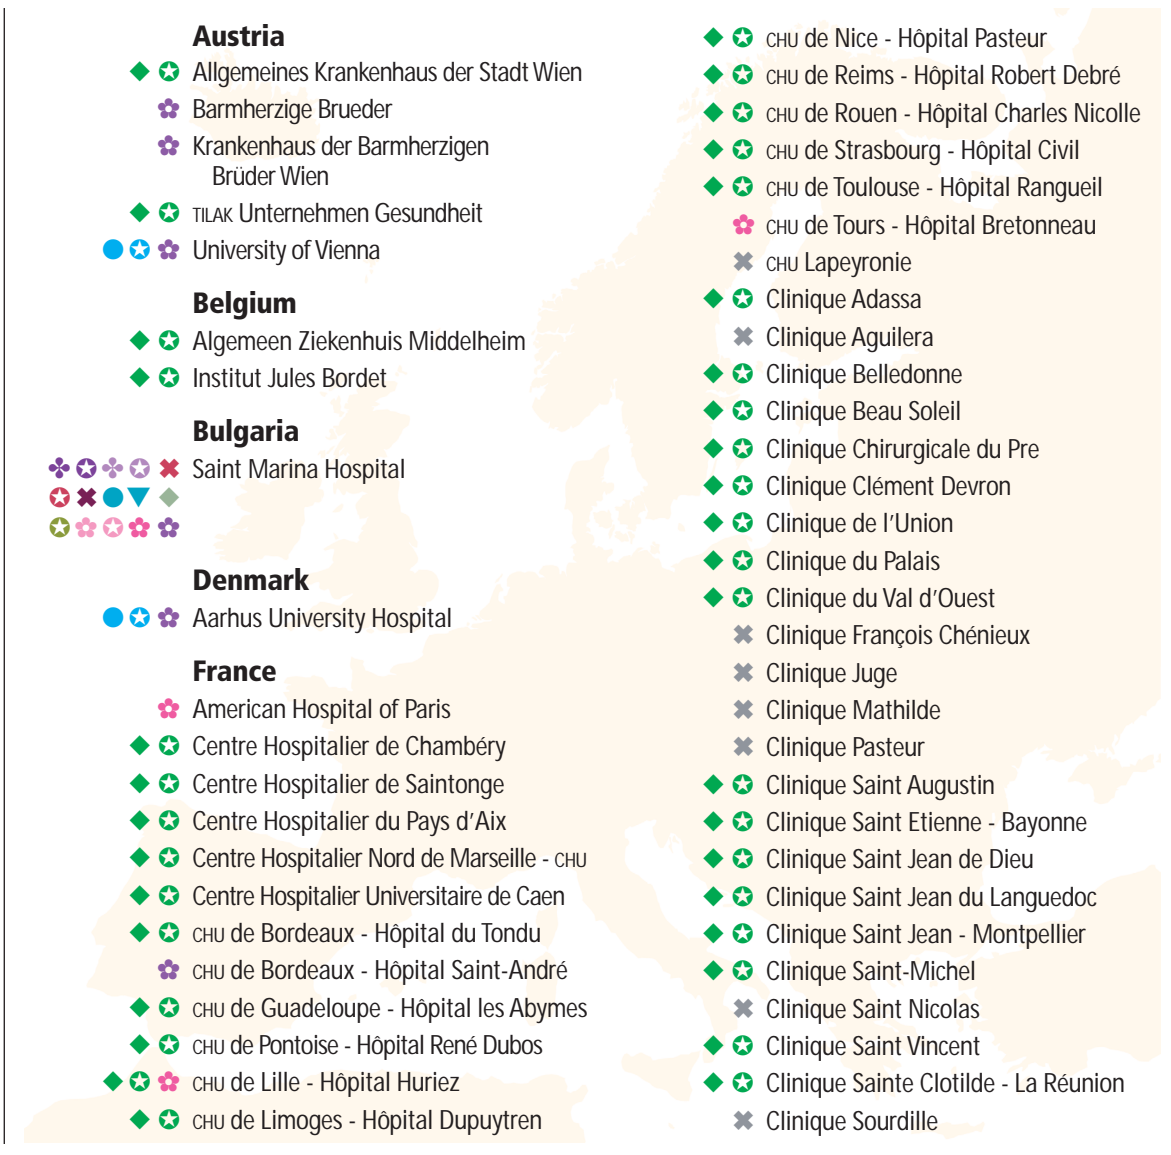 Austria
Allgemeines Krankenhaus der Stadt Wien
Barmherzige Brueder
Krankenhaus der Barmherzigen
Brüder Wien
TILAK Unternehmen Gesundheit
University of Vienna
Belgium
Algemeen Ziekenhuis Middelheim
Institut Jules Bordet
Bulgaria
Saint Marina Hospital
Denmark
Aarhus University Hospital
France
American Hospital of Paris
Centre Hospitalier de Chambéry
Centre Hospitalier de Saintonge
Centre Hospitalier du Pays d'Aix
Centre Hospitalier Nord de Marseille - CHU
Centre Hospitalier Universitaire de Caen
CHU de Bordeaux - Hôpital du Tondu
CHU de Bordeaux - Hôpital Saint-André
CHU de Guadeloupe - Hôpital les Abymes
CHU de Pontoise - Hôpital René Dubos
CHU de Lille - Hôpital Huriez
CHU de Limoges - Hôpital Dupuytren
CHU de Nice - Hôpital Pasteur
CHU de Reims - Hôpital Robert Debré
CHU de Rouen - Hôpital Charles Nicolle
CHU de Strasbourg - Hôpital Civil
CHU de Toulouse - Hôpital Rangueil
CHU de Tours - Hôpital Bretonneau
CHU Lapeyronie
Clinique Adassa
Clinique Aguilera
Clinique Belledonne
Clinique Beau Soleil
Clinique Chirurgicale du Pre
Clinique Clément Devron
Clinique de l'Union
Clinique du Palais
Clinique du Val d'Ouest
Clinique François Chénieux
Clinique Juge
Clinique Mathilde
Clinique Pasteur
Clinique Saint Augustin
Clinique Saint Etienne - Bayonne
Clinique Saint Jean de Dieu
Clinique Saint Jean du Languedoc
Clinique Saint Jean - Montpellier
Clinique Saint-Michel
Clinique Saint Nicolas
Clinique Saint Vincent
Clinique Sainte Clotilde - La Réunion
Clinique Sourdille